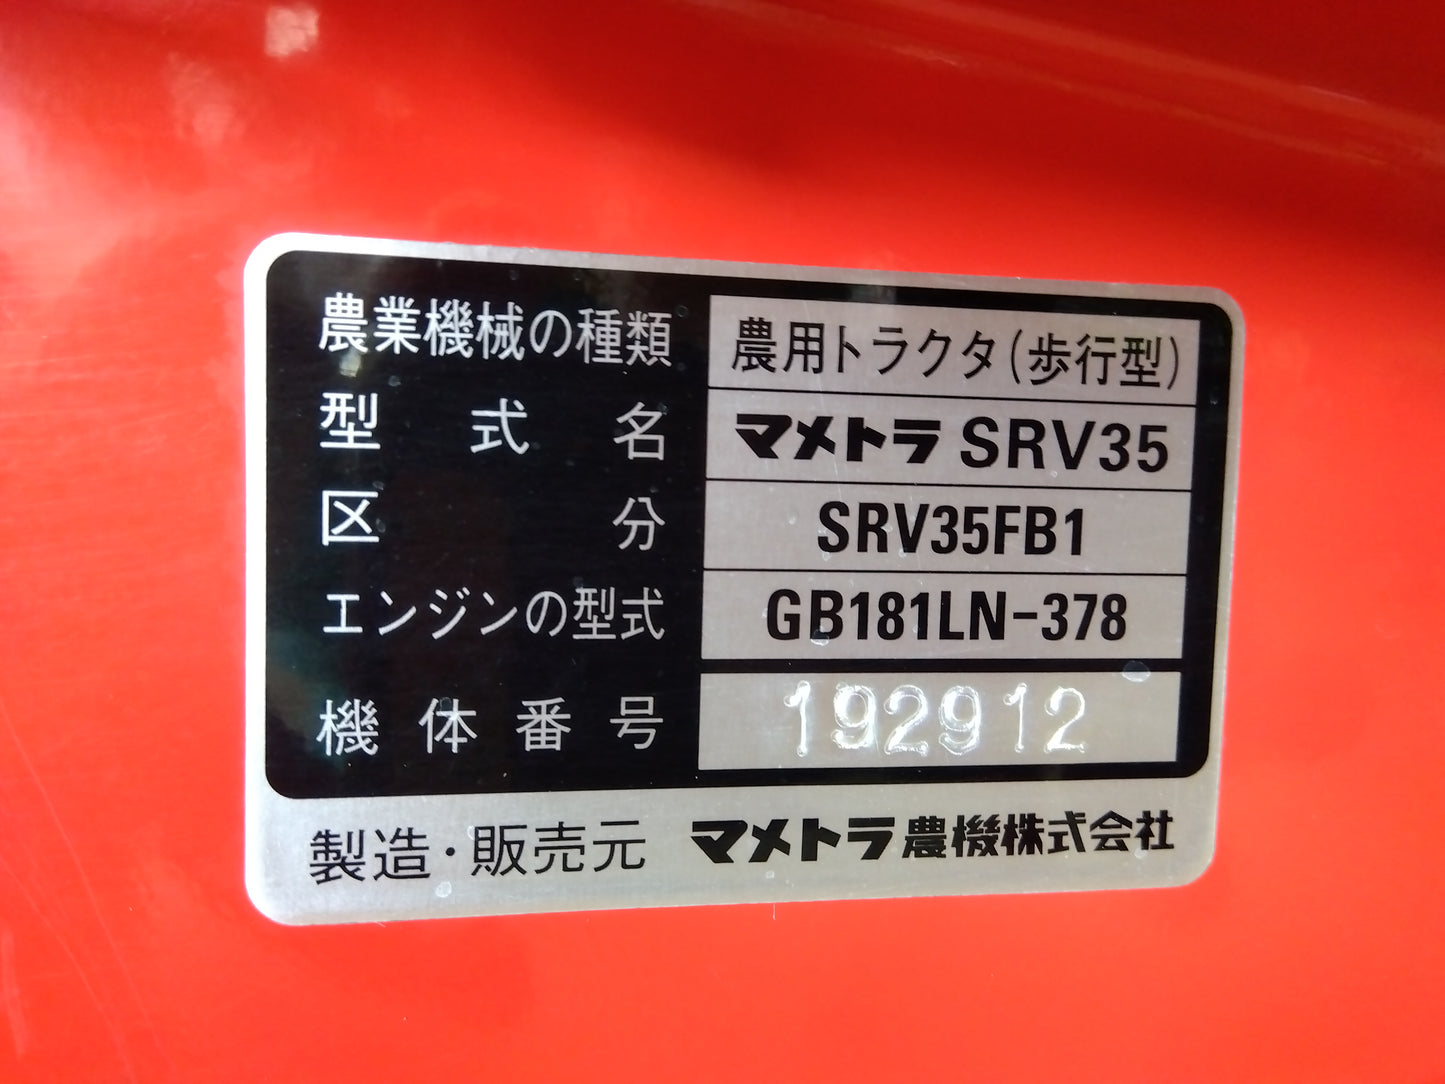 農業機械の種類 農用トラクタ(歩行型)
型式名 マメトラ SRV35
区分 SRV35FB1
エンジンの型式 GB181LN-378
機体番号 192912
製造・販売元 マメトラ農機株式会社